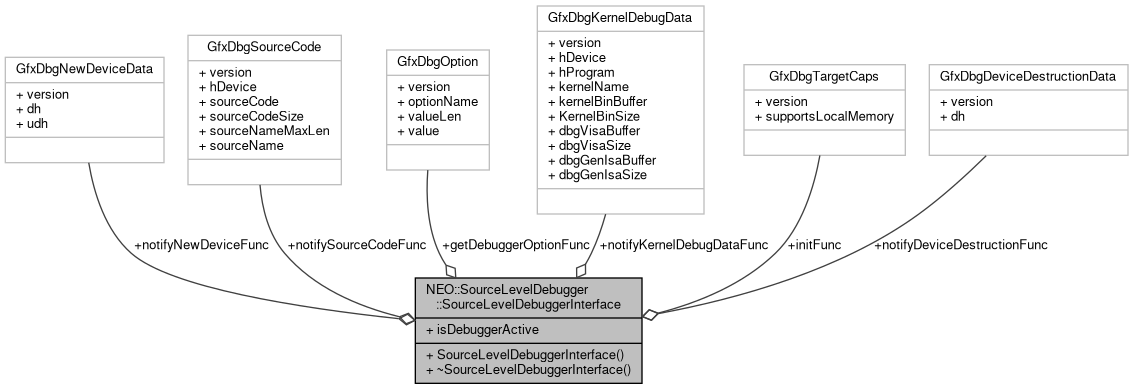 GfxDbgNewDeviceData
+ version
+ dh
+ udh
GfxDbgSourceCode
+ version
+ hDevice
+ sourceCode
+ sourceCodeSize
+ sourceNameMaxLen
+ sourceName
GfxDbgOption
+ version
+ optionName
+ valueLen
+ value
GfxDbgKernelDebugData
+ version
+ hDevice
+ hProgram
+ kernelName
+ kernelBinBuffer
+ KernelBinSize
+ dbgVisaBuffer
+ dbgVisaSize
+ dbgGenIsaBuffer
+ dbgGenIsaSize
GfxDbgTargetCaps
+ version
+ supportsLocalMemory
GfxDbgDeviceDestructionData
+ version
+ dh
+notifyNewDeviceFunc
+notifySourceCodeFunc
+getDebuggerOptionFunc
+notifyKernelDebugDataFunc
+initFunc
+notifyDeviceDestructionFunc
NEO::SourceLevelDebugger
::SourceLevelDebuggerInterface
+ isDebuggerActive
+ SourceLevelDebuggerInterface()
+ ~SourceLevelDebuggerInterface()